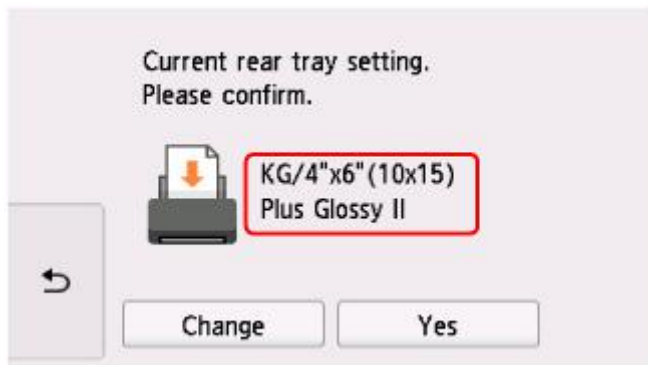 Current rear tray setting.
Please confirm.
KG/4"x6"(10x15)
Plus Glossy II
Change
Yes